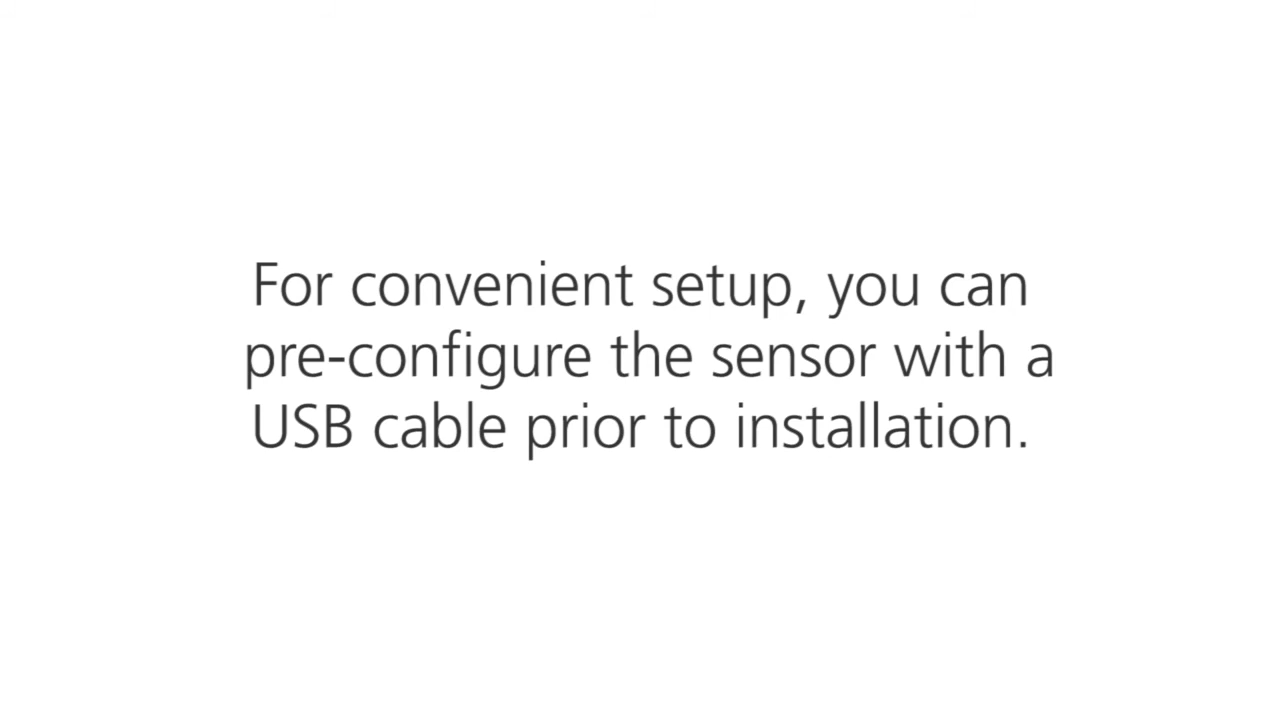 For convenient setup, you can
pre-configure the sensor with a
USB cable prior to installation.